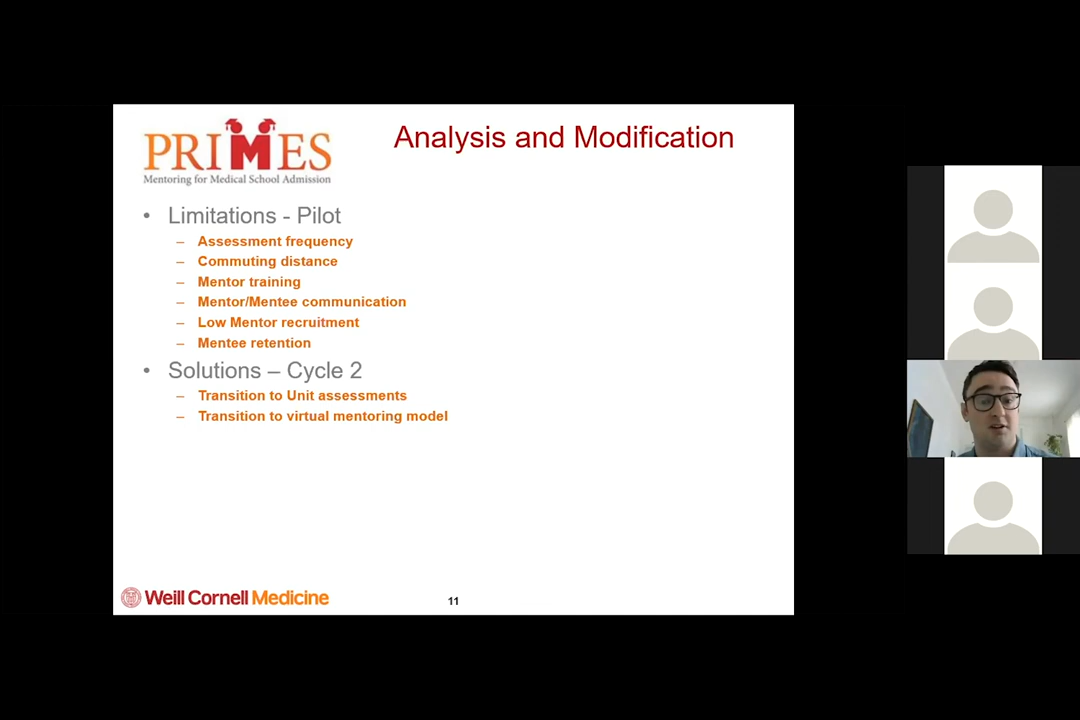 PRIMES
Mentoring for Medical School Admission
Analysis and Modification
• Limitations - Pilot
– Assessment frequency
– Commuting distance
– Mentor training
– Mentor/Mentee communication
– Low Mentor recruitment
– Mentee retention
• Solutions – Cycle 2
– Transition to Unit assessments
– Transition to virtual mentoring model
Weill Cornell Medicine
11